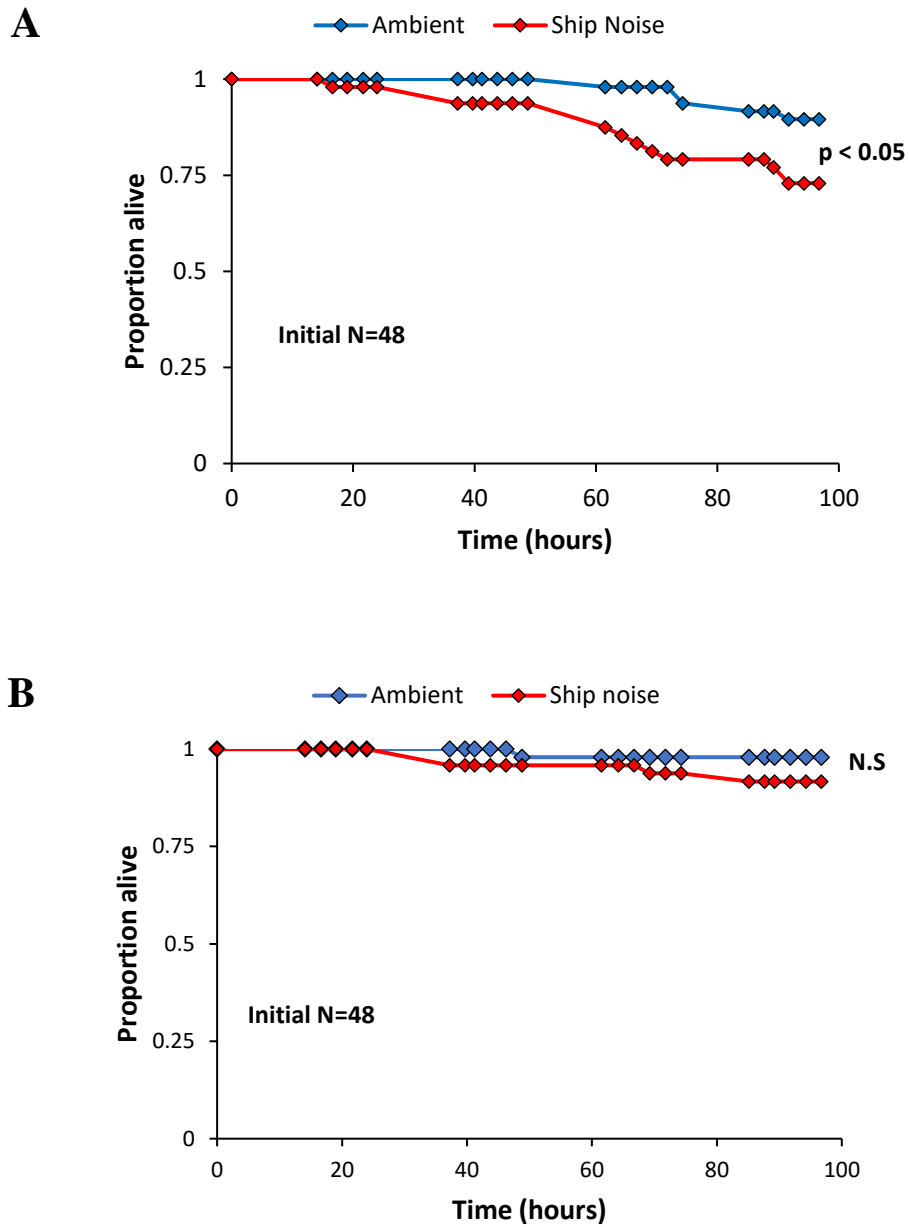 A
Ambient Ship Noise
1
0.75
0.5
0.25
0
Proportion alive
p < 0.05
Initial N=48
0 20 40 60 80 100
Time (hours)
B
Ambient Ship noise
1
0.75
0.5
0.25
0
Proportion alive
N.S
Initial N=48
0 20 40 60 80 100
Time (hours)